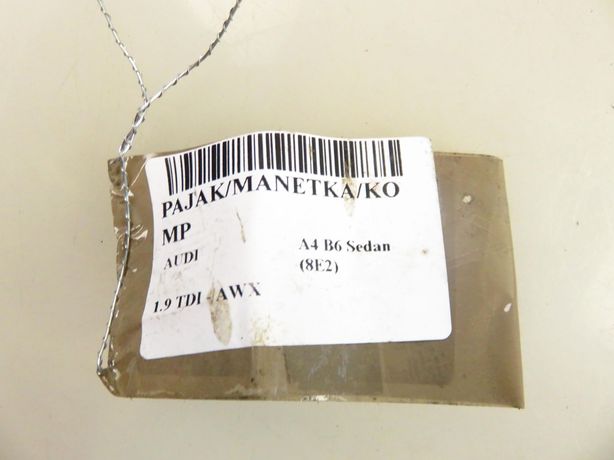 PAJAK/MANETKA/KO
MP
AUDI
A4 B6 Sedan
(8E2)
1.9 TDI - AWX